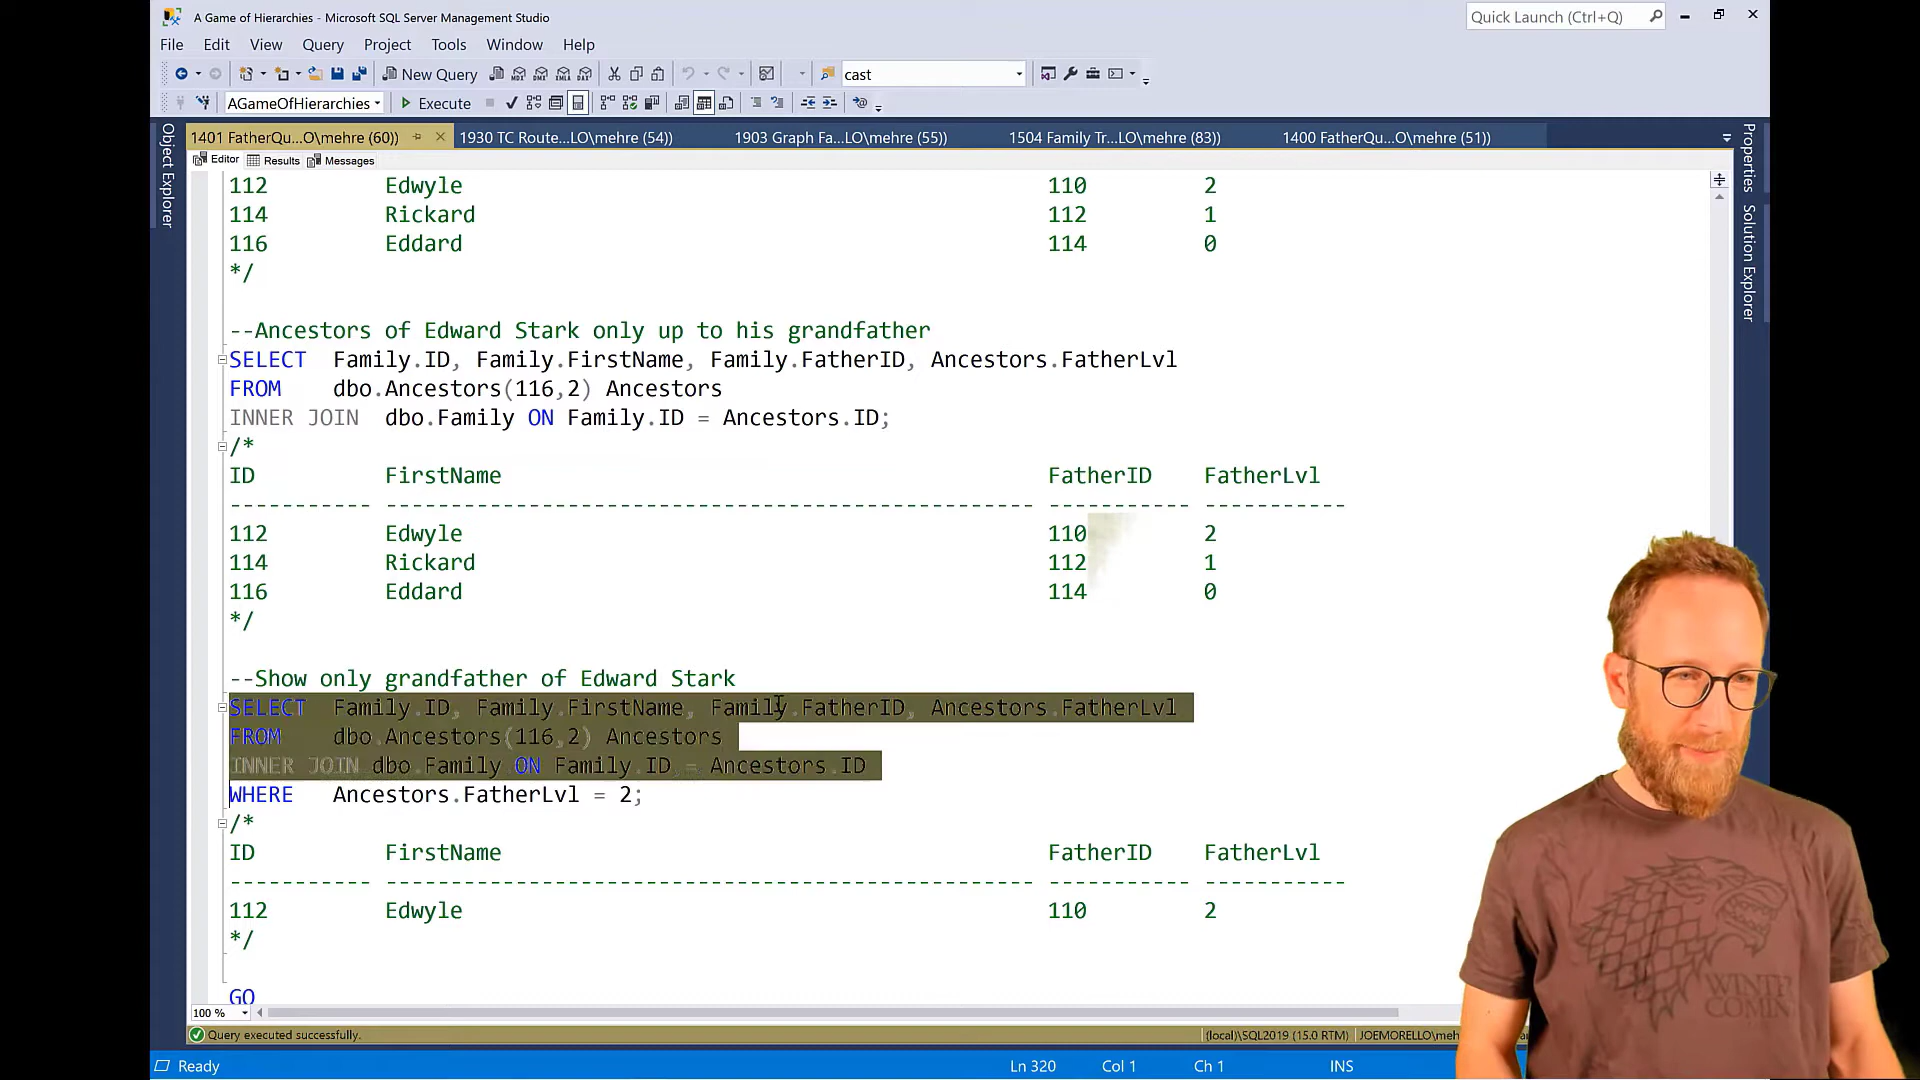 A Game of Hierarchies - Microsoft SQL Server Management Studio
Quick Launch (Ctrl+Q)
File Edit View Query Project Tools Window Help
New Query cast
AGameOfHierarchies Execute
1401 FatherQu...O\mehre (60)) 1930 TC Route...LO\mehre (54)) 1903 Graph Fa...LO\mehre (55)) 1504 Family Tr...LO\mehre (83)) 1400 FatherQu...O\mehre (51))
Editor Results Messages
Object Explorer
Properties
Solution Explorer
112 Edwyle 110 2
114 Rickard 112 1
116 Eddard 114 0
*/
--Ancestors of Edward Stark only up to his grandfather
SELECT Family.ID, Family.FirstName, Family.FatherID, Ancestors.FatherLvl
FROM dbo.Ancestors(116,2) Ancestors
INNER JOIN dbo.Family ON Family.ID = Ancestors.ID;
/*
ID FirstName FatherID FatherLvl
----------- -------------------------------------------------- ----------- -----------
112 Edwyle 110 2
114 Rickard 112 1
116 Eddard 114 0
*/
--Show only grandfather of Edward Stark
SELECT Family.ID, Family.FirstName, Family.FatherID, Ancestors.FatherLvl
FROM dbo.Ancestors(116,2) Ancestors
INNER JOIN dbo.Family ON Family.ID = Ancestors.ID
WHERE Ancestors.FatherLvl = 2;
/*
ID FirstName FatherID FatherLvl
----------- -------------------------------------------------- ----------- -----------
112 Edwyle 110 2
*/
GO
100 %
Query executed successfully. (local)\SQL2019 (15.0 RTM) JOEMORELLO\meh
Ready Ln 320 Col 1 Ch 1 INS